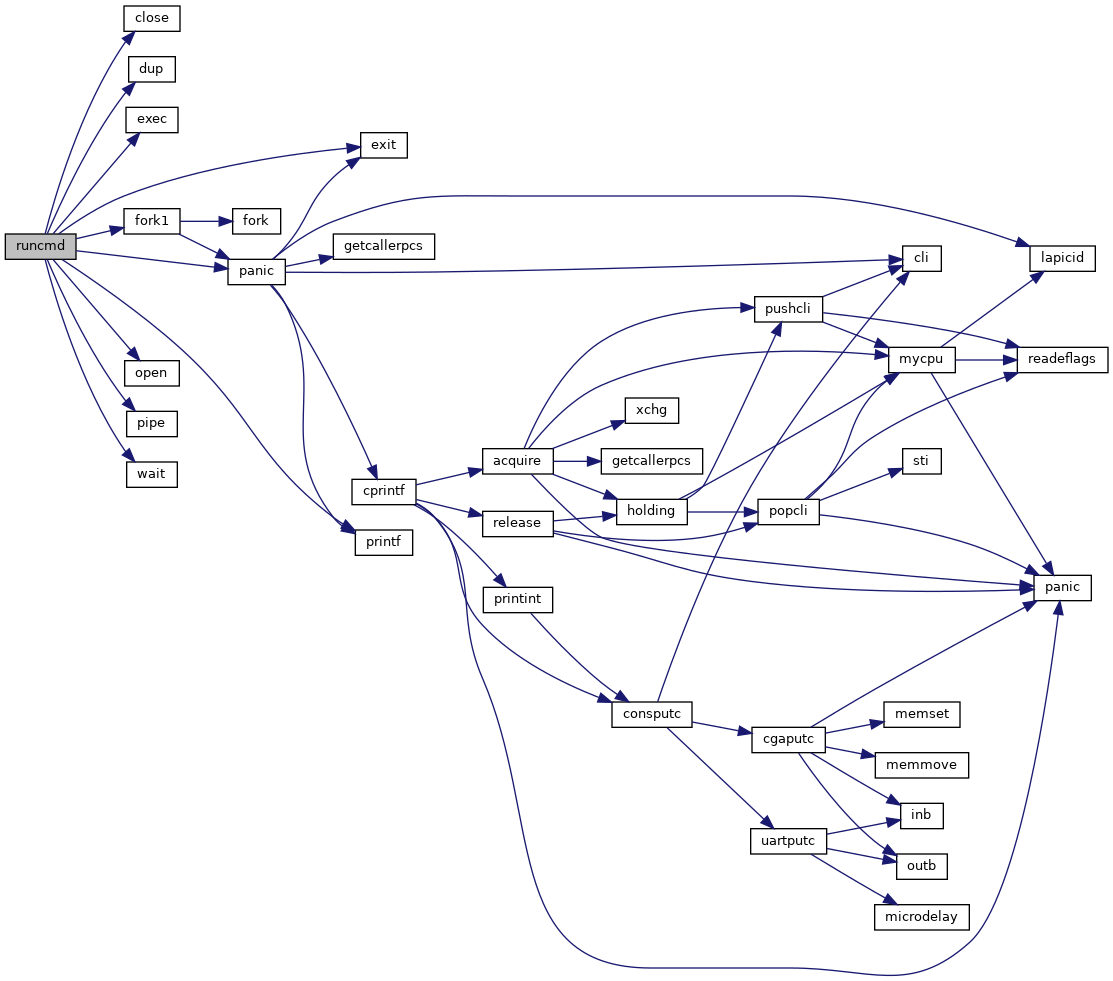 close
dup
exec
exit
fork1
fork
runcmd
getcallerpcs
panic
cli
lapicid
pushcli
open
mycpu
readeflags
pipe
xchg
wait
acquire
getcallerpcs
sti
cprintf
holding
popcli
release
printf
printint
panic
consputc
memset
cgaputc
memmove
inb
uartputc
outb
microdelay